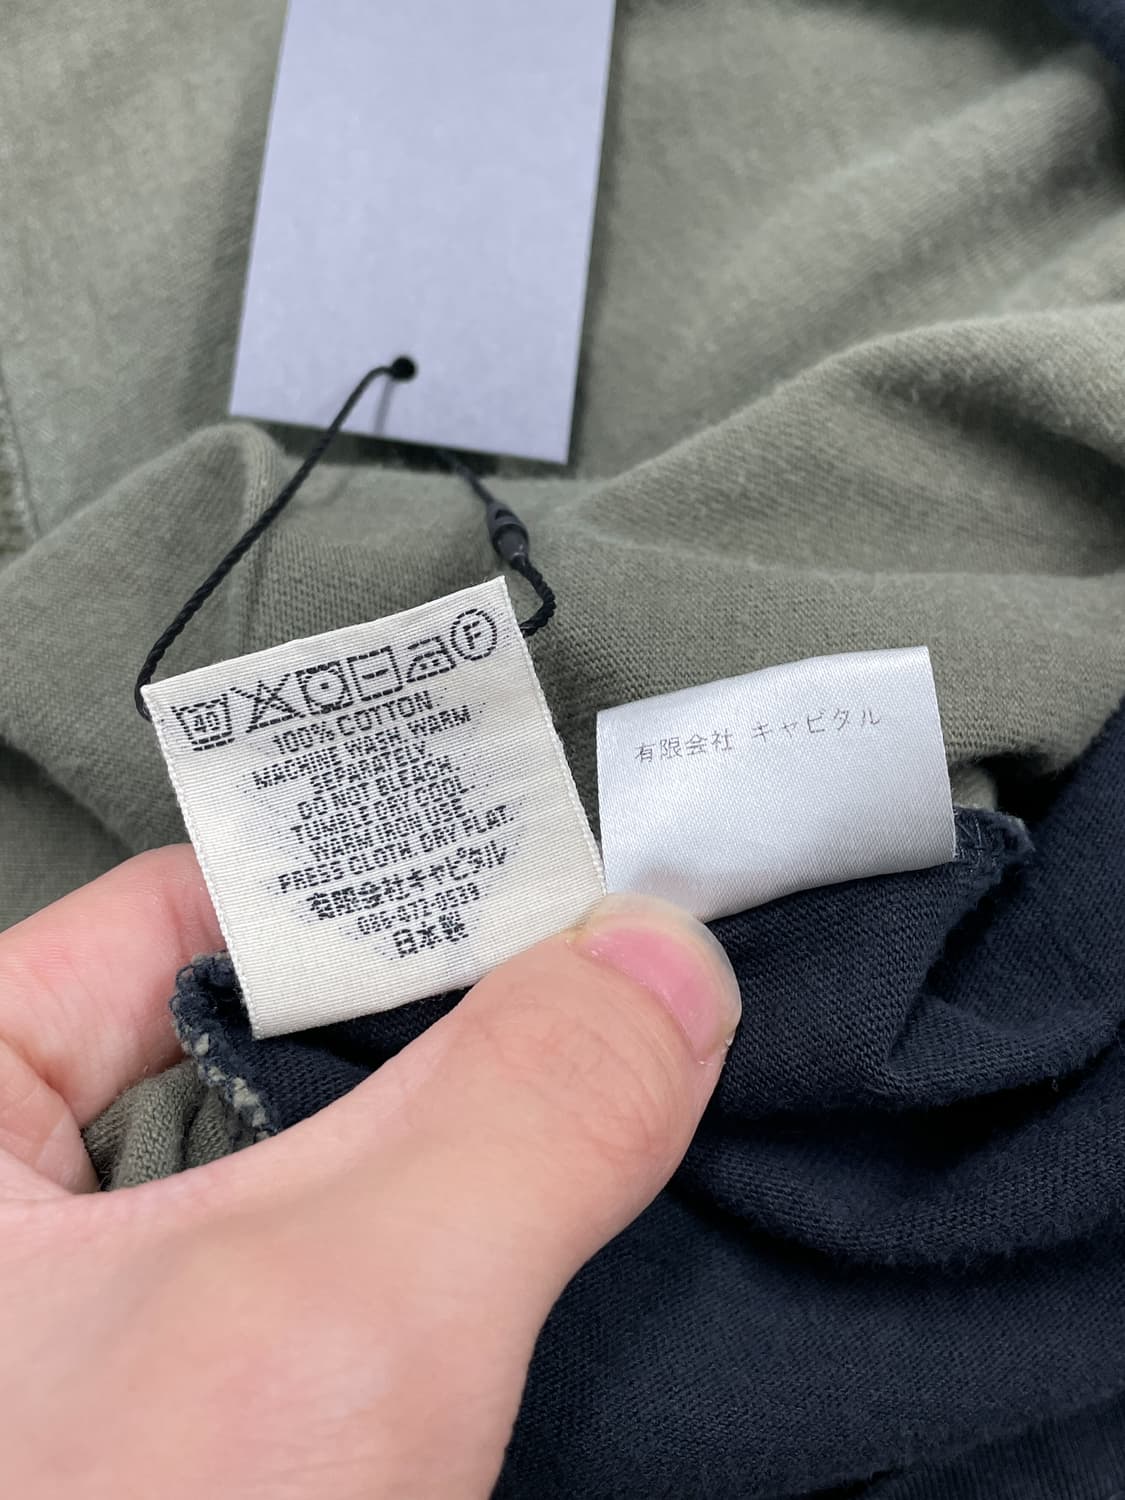 40
F
100% COTTON
MACHINE WASH WARM
SEPARATELY
DO NOT BLEACH
TUMBLE DRY COOL
WARM IRON USE
PRESS CLOTH DRY FLAT.
有限会社キャピタル
日本製
有限会社 キャピタル